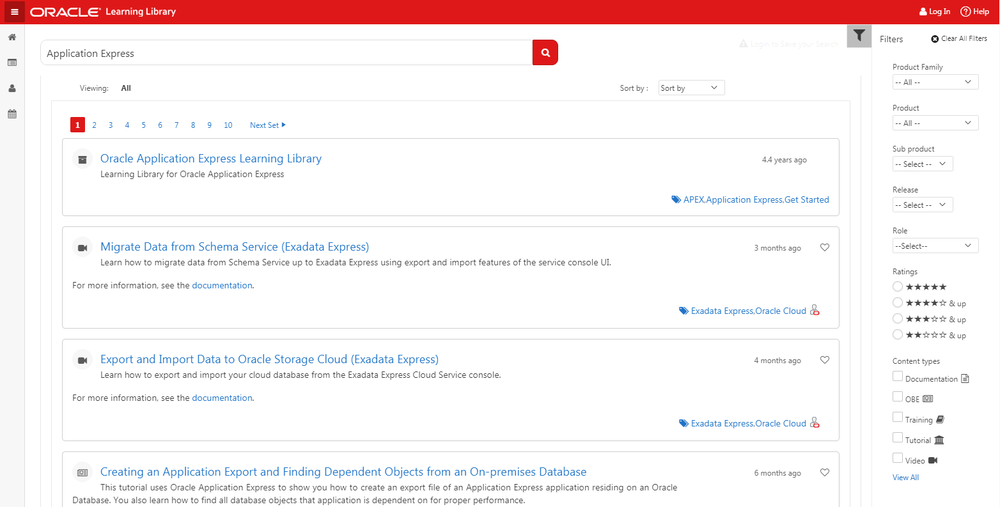 ORACLE Learning Library
Log In
Help
Application Express
Login to Save your Search
Filters
Clear All Filters
Viewing: All
Sort by : Sort by
1 2 3 4 5 6 7 8 9 10 Next Set
Oracle Application Express Learning Library
4.4 years ago
Learning Library for Oracle Application Express
APEX,Application Express,Get Started
Migrate Data from Schema Service (Exadata Express)
3 months ago
Learn how to migrate data from Schema Service up to Exadata Express using export and import features of the service console UI.
For more information, see the documentation.
Exadata Express,Oracle Cloud
Export and Import Data to Oracle Storage Cloud (Exadata Express)
4 months ago
Learn how to export and import your cloud database from the Exadata Express Cloud Service console.
For more information, see the documentation.
Exadata Express,Oracle Cloud
Creating an Application Export and Finding Dependent Objects from an On-premises Database
6 months ago
This tutorial uses Oracle Application Express to show you how to create an export file of an Application Express application residing on an Oracle
Database. You also learn how to find all database objects that application is dependent on for proper performance.
Product Family
-- All --
Product
-- All --
Sub product
-- Select --
Release
-- Select --
Role
--Select--
Ratings
★★★★★
★★★★☆ & up
★★★☆☆ & up
★★☆☆☆ & up
Content types
Documentation
OBE
Training
Tutorial
Video
View All